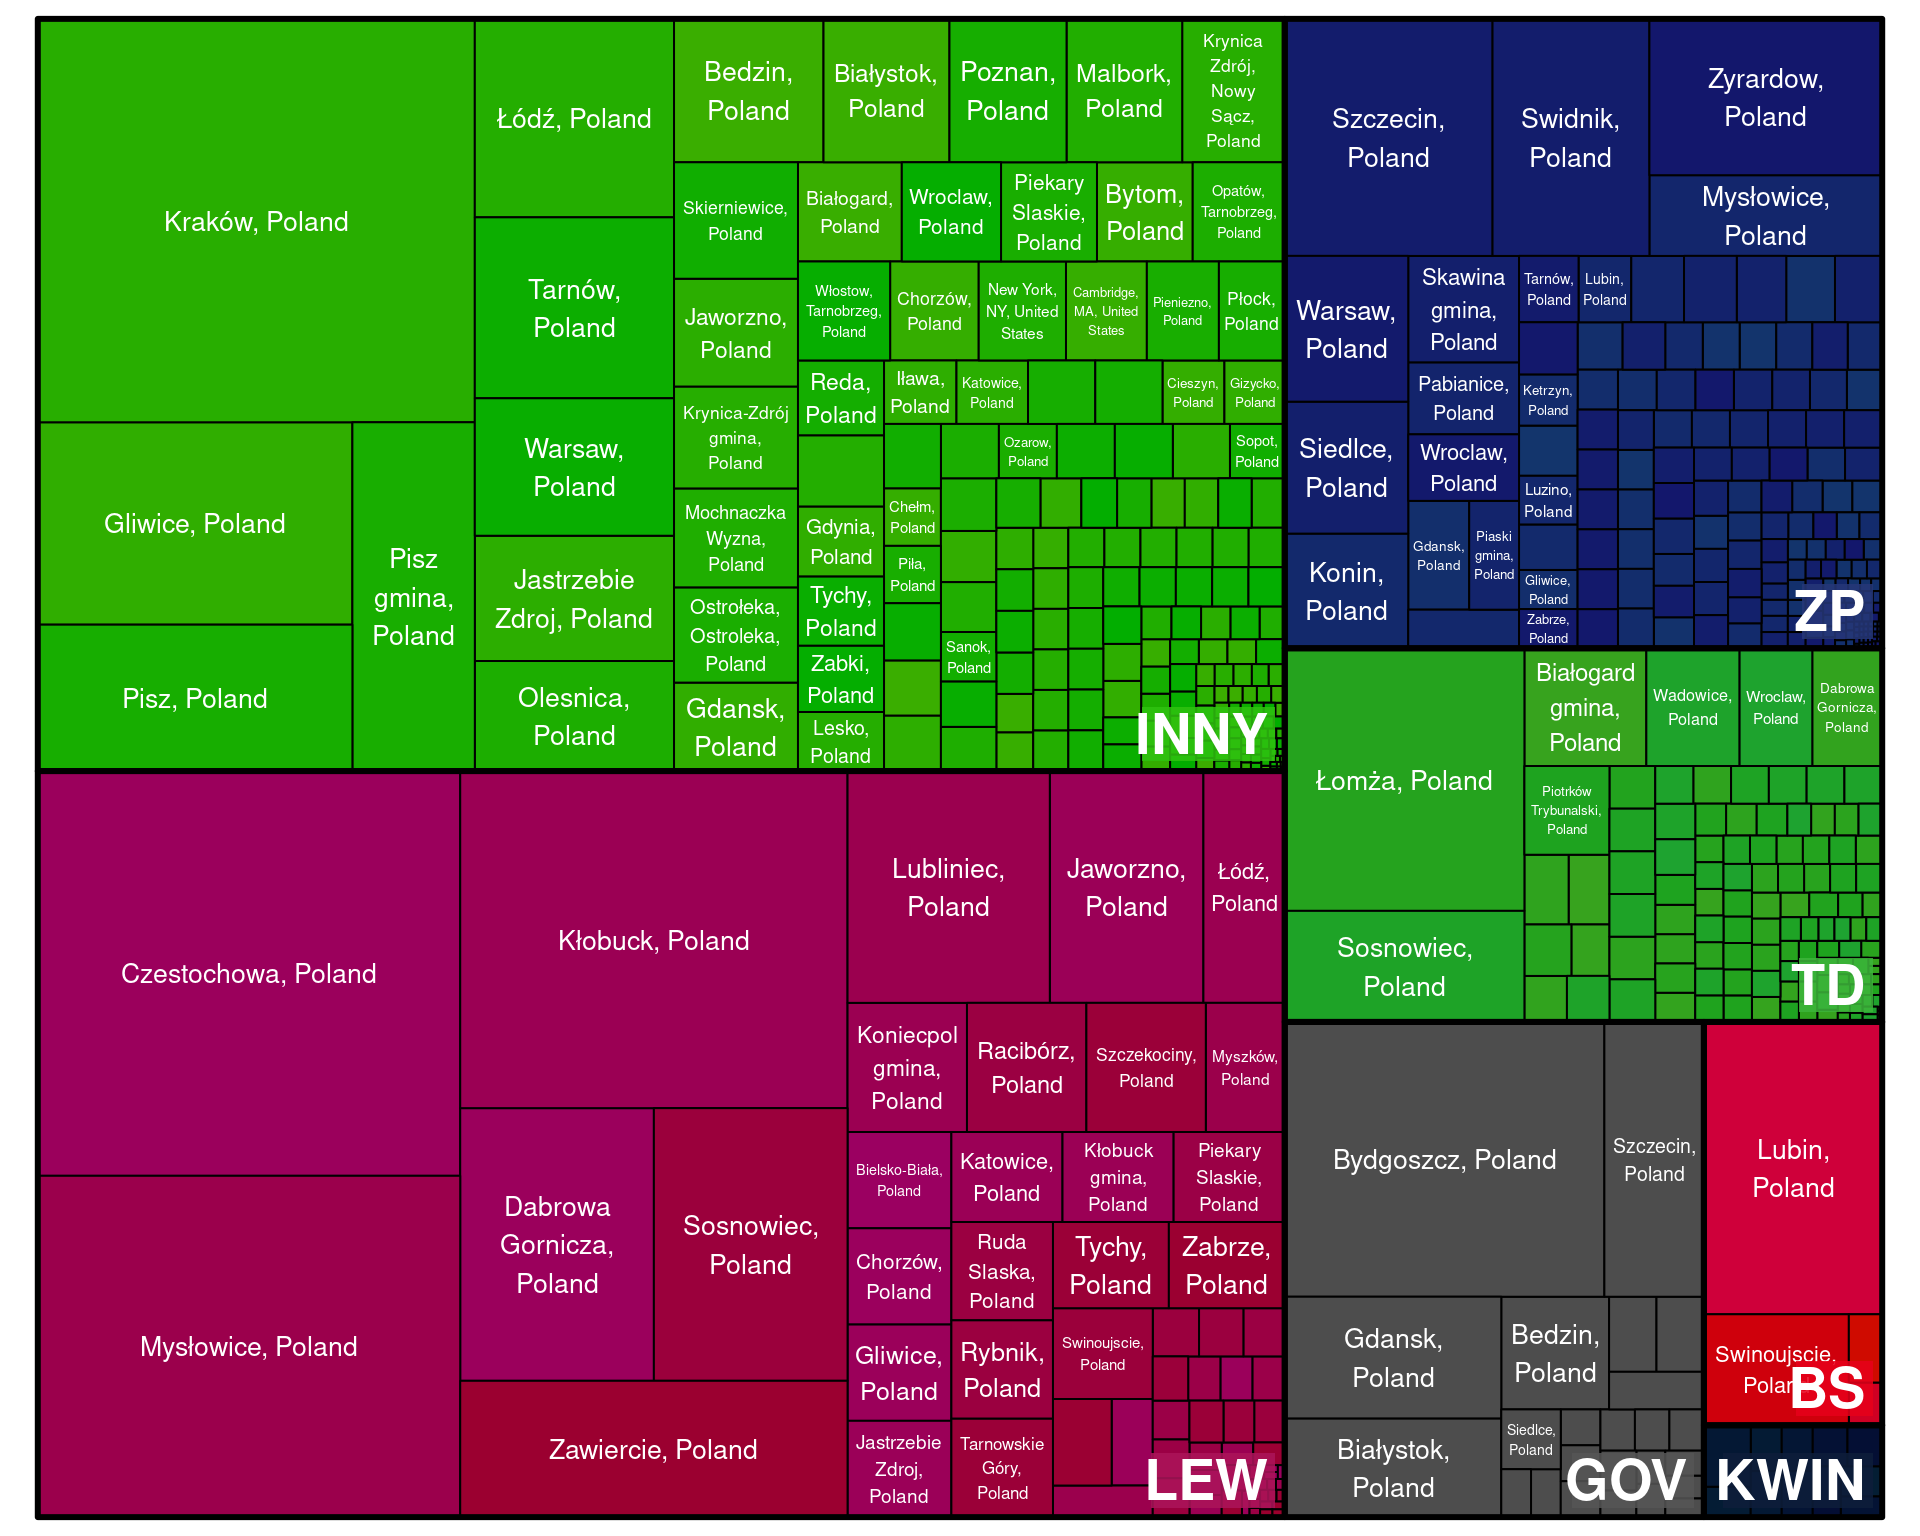 Kraków, Poland
Gliwice, Poland
Pisz, Poland
Pisz
gmina,
Poland
Łódź, Poland
Tarnów,
Poland
Warsaw,
Poland
Jastrzebie
Zdroj, Poland
Olesnica,
Poland
Bedzin,
Poland
Białystok,
Poland
Poznan,
Poland
Malbork,
Poland
Krynica
Zdrój,
Nowy
Sącz,
Poland
Skierniewice,
Poland
Jaworzno,
Poland
Krynica-Zdrój
gmina,
Poland
Mochnaczka
Wyzna,
Poland
Ostrołeka,
Ostroleka,
Poland
Gdansk,
Poland
Białogard,
Poland
Wroclaw,
Poland
Piekary
Slaskie,
Poland
Bytom,
Poland
Opatów,
Tarnobrzeg,
Poland
Włostow,
Tarnobrzeg,
Poland
Chorzów,
Poland
New York,
NY, United
States
Cambridge,
MA, United
States
Pieniezno,
Poland
Płock,
Poland
Reda,
Poland
Iława,
Poland
Katowice,
Poland
Cieszyn,
Poland
Gizycko,
Poland
Ozarow,
Poland
Sopot,
Poland
Chełm,
Poland
Gdynia,
Poland
Piła,
Poland
Tychy,
Poland
Sanok,
Poland
Zabki,
Poland
Lesko,
Poland
INNY
Szczecin,
Poland
Swidnik,
Poland
Zyrardow,
Poland
Mysłowice,
Poland
Warsaw,
Poland
Siedlce,
Poland
Konin,
Poland
Skawina
gmina,
Poland
Pabianice,
Poland
Wroclaw,
Poland
Gdansk,
Poland
Piaski
gmina,
Poland
Tarnów,
Poland
Lubin,
Poland
Ketrzyn,
Poland
Luzino,
Poland
Gliwice,
Poland
Zabrze,
Poland
ZP
Łomża, Poland
Sosnowiec,
Poland
Białogard
gmina,
Poland
Wadowice,
Poland
Wroclaw,
Poland
Dabrowa
Gornicza,
Poland
Piotrków
Trybunalski,
Poland
TD
Czestochowa, Poland
Mysłowice, Poland
Kłobuck, Poland
Dabrowa
Gornicza,
Poland
Sosnowiec,
Poland
Zawiercie, Poland
Lubliniec,
Poland
Jaworzno,
Poland
Łódź,
Poland
Koniecpol
gmina,
Poland
Racibórz,
Poland
Szczekociny,
Poland
Myszków,
Poland
Bielsko-Biała,
Poland
Katowice,
Poland
Kłobuck
gmina,
Poland
Piekary
Slaskie,
Poland
Chorzów,
Poland
Ruda
Slaska,
Poland
Tychy,
Poland
Zabrze,
Poland
Gliwice,
Poland
Rybnik,
Poland
Swinoujscie,
Poland
Jastrzebie
Zdroj,
Poland
Tarnowskie
Góry,
Poland
LEW
Bydgoszcz, Poland
Szczecin,
Poland
Gdansk,
Poland
Bedzin,
Poland
Białystok,
Poland
Siedlce,
Poland
GOV
Lubin,
Poland
Swinoujscie,
Poland
BS
KWIN